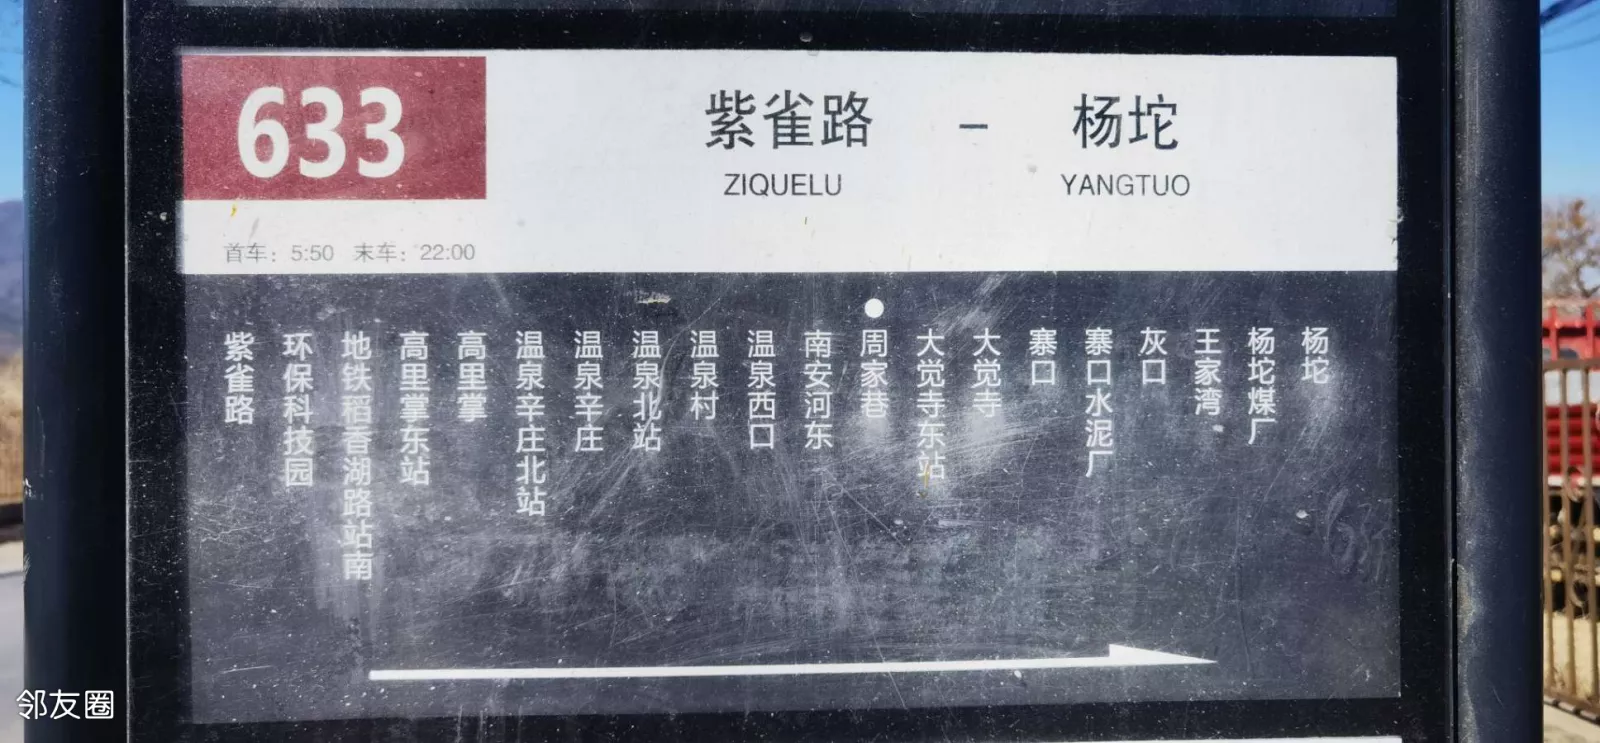 633
紫雀路 - 杨坨
ZIQUELU YANGTUO
首车：5:50 末车：22:00
紫雀路
环保科技园
地铁稻香湖路站南
高里掌东站
高里掌
温泉辛庄北站
温泉辛庄
温泉北站
温泉村
温泉西口
南安河东
周家巷
大觉寺东站
大觉寺
寨口
寨口水泥厂
灰口
王家湾
杨坨煤厂
杨坨
邻友圈